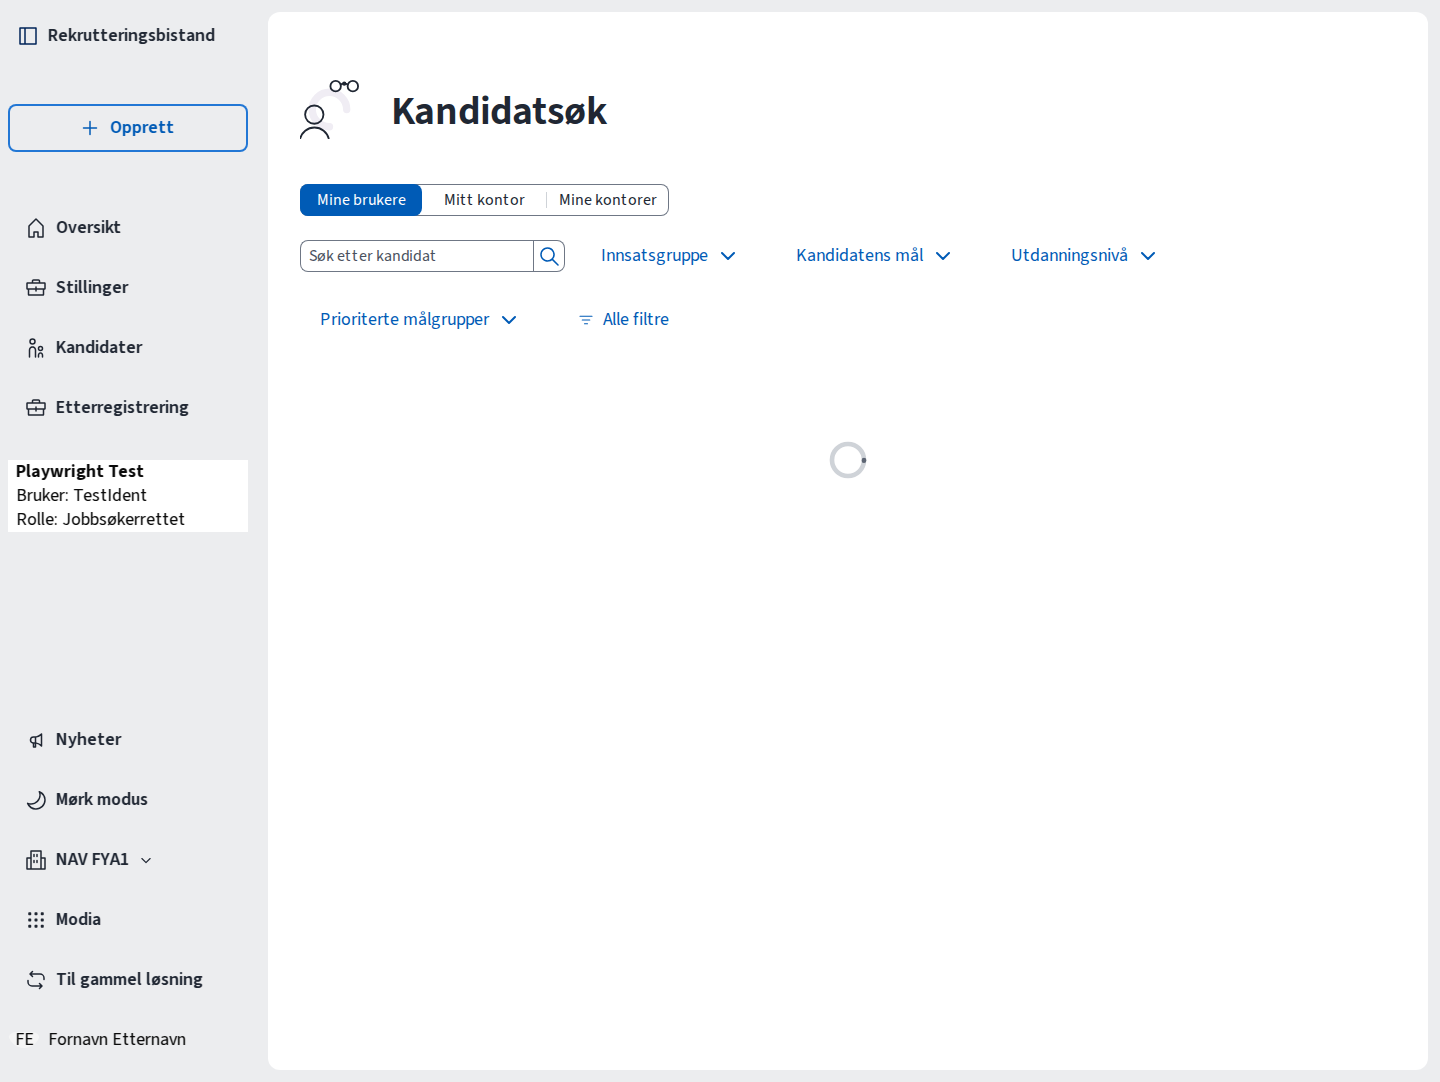 Rekrutteringsbistand
Opprett
Oversikt
Stillinger
Kandidater
Etterregistrering
Playwright Test
Bruker: TestIdent
Rolle: Jobbsøkerrettet
Nyheter
Mørk modus
NAV FYA1
Modia
Til gammel løsning
FE Fornavn Etternavn
Kandidatsøk
Mine brukere Mitt kontor Mine kontorer
Søk etter kandidat Innsatsgruppe Kandidatens mål Utdanningsnivå
Prioriterte målgrupper Alle filtre